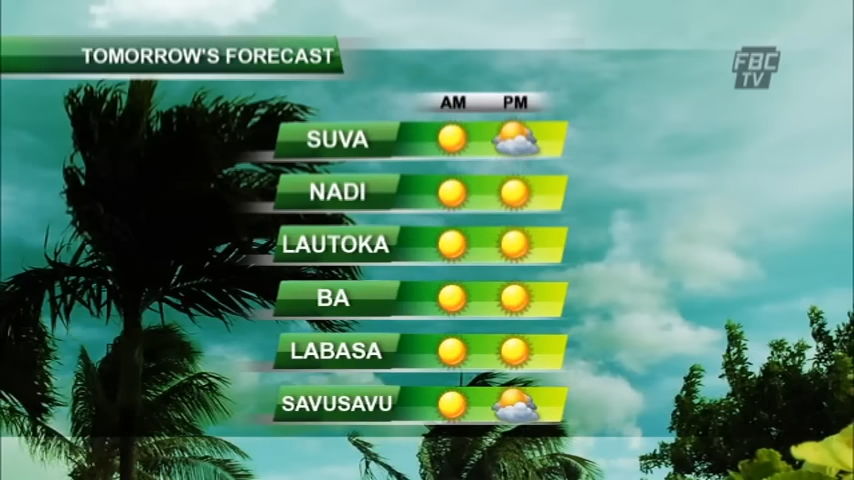 TOMORROW'S FORECAST
FBC
TV
AM PM
SUVA
NADI
LAUTOKA
BA
LABASA
SAVUSAVU